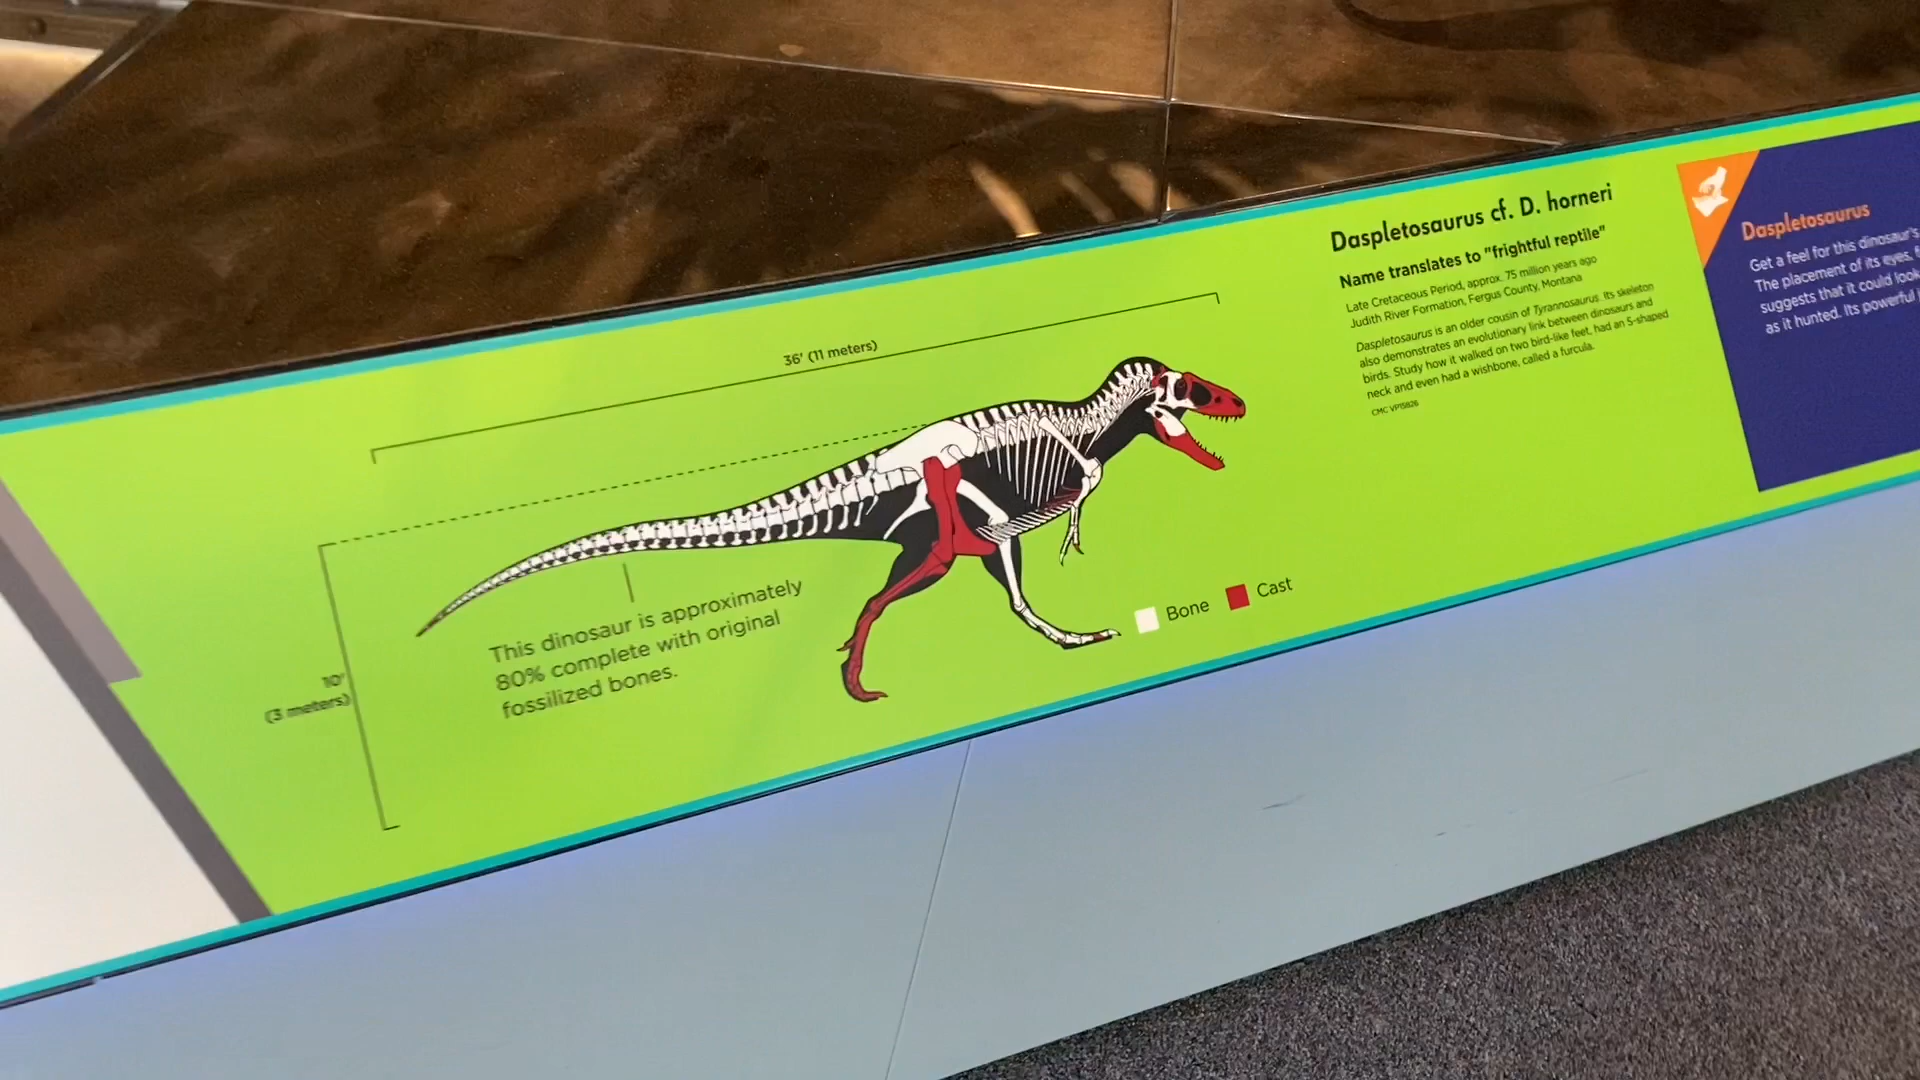 36' (11 meters)
10'
(3 meters)
This dinosaur is approximately
80% complete with original
fossilized bones.
Bone
Cast
Daspletosaurus cf. D. horneri
Name translates to "frightful reptile"
Late Cretaceous Period, approx. 75 million years ago
Judith River Formation, Fergus County, Montana
Daspletosaurus is an older cousin of Tyrannosaurus. Its skeleton
also demonstrates an evolutionary link between dinosaurs and
birds. Study how it walked on two bird-like feet, had an S-shaped
neck and even had a wishbone, called a furcula.
CMC VP15826
Daspletosaurus
Get a feel for this dinosaur's
The placement of its eyes,
suggests that it could look
as it hunted. Its powerful